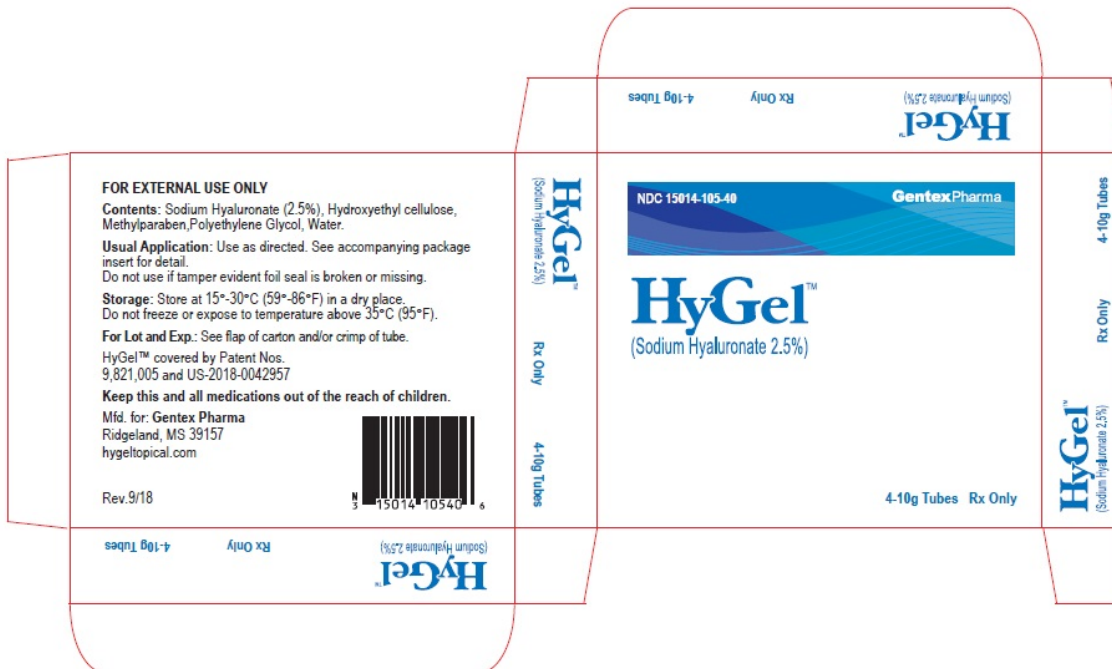 FOR EXTERNAL USE ONLY
Contents: Sodium Hyaluronate (2.5%), Hydroxyethyl cellulose,
Methylparaben,Polyethylene Glycol, Water.
Usual Application: Use as directed. See accompanying package
insert for detail.
Do not use if tamper evident foil seal is broken or missing.
Storage: Store at 15°-30°C (59°-86°F) in a dry place.
Do not freeze or expose to temperature above 35°C (95°F).
For Lot and Exp.: See flap of carton and/or crimp of tube.
HyGel™ covered by Patent Nos.
9,821,005 and US-2018-0042957
Keep this and all medications out of the reach of children.
Mfd. for: Gentex Pharma
Ridgeland, MS 39157
hygeltopical.com
Rev.9/18
N
3 15014 10540 6
HyGel™
(Sodium Hyaluronate 2.5%)
Rx Only
4-10g Tubes
HyGel™
(Sodium Hyaluronate 2.5%)
Rx Only
4-10g Tubes
HyGel™
(Sodium Hyaluronate 2.5%)
Rx Only
4-10g Tubes
NDC 15014-105-40
GentexPharma
HyGel™
(Sodium Hyaluronate 2.5%)
4-10g Tubes Rx Only
HyGel™
(Sodium Hyaluronate 2.5%)
Rx Only
4-10g Tubes